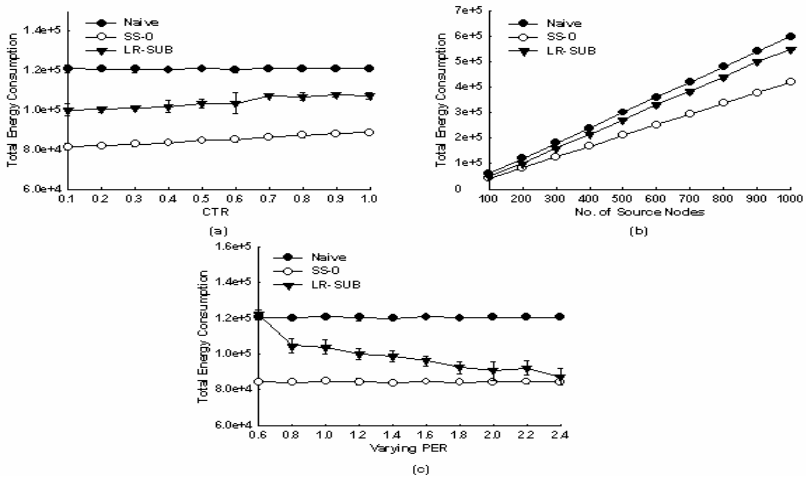 Naive
SS-O
LR-SUB
1.4e+5
1.2e+5
1.0e+5
8.0e+4
6.0e+4
Total Energy Consumption
0.1 0.2 0.3 0.4 0.5 0.6 0.7 0.8 0.9 1.0
CTR
(a)
Naive
SS-O
LR-SUB
7e+5
6e+5
5e+5
4e+5
3e+5
2e+5
1e+5
0
Total Energy Consumption
100 200 300 400 500 600 700 800 900 1000
No. of Source Nodes
(b)
Naive
SS-O
LR-SUB
1.6e+5
1.4e+5
1.2e+5
1.0e+5
8.0e+4
6.0e+4
Total Energy Consumption
0.6 0.8 1.0 1.2 1.4 1.6 1.8 2.0 2.2 2.4
Varying PER
(c)